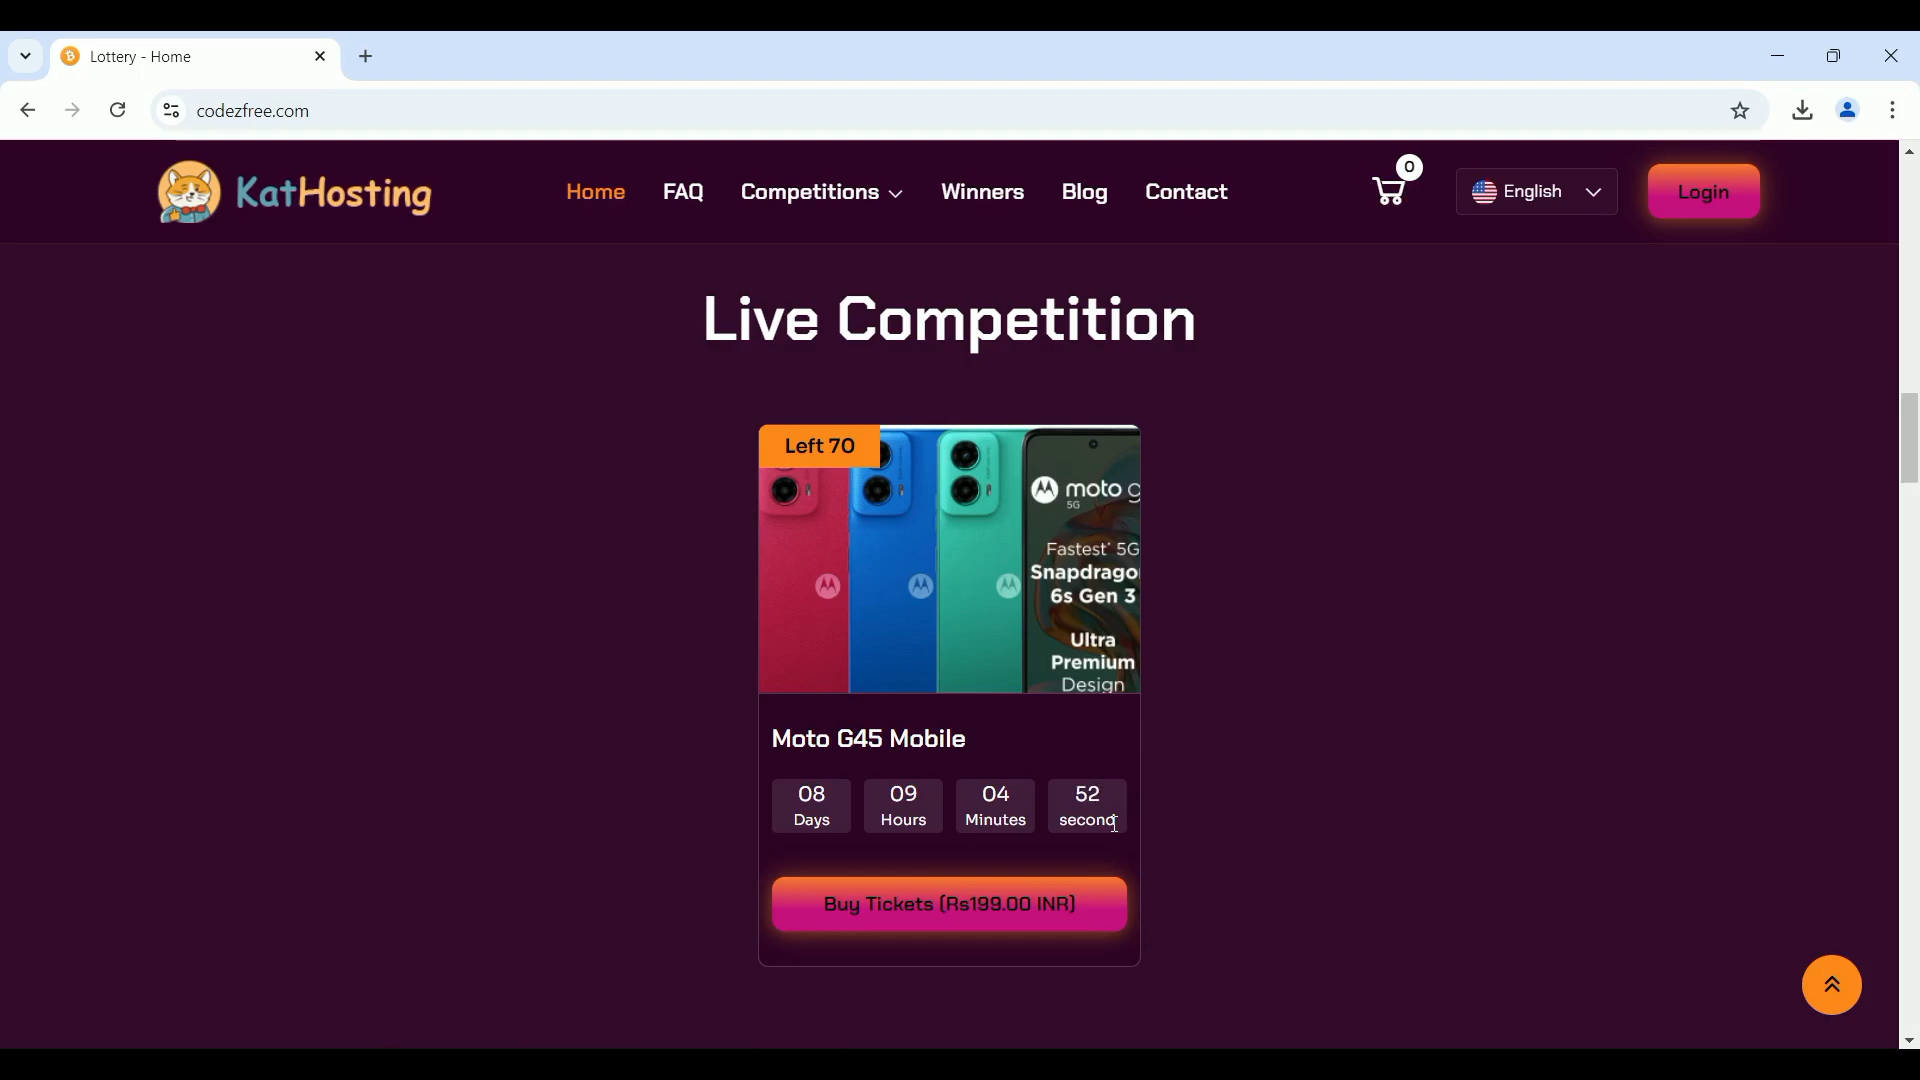 Lottery - Home
codezfree.com
KatHosting
Home
FAQ
Competitions
Winners
Blog
Contact
0
English
Login
Live Competition
Left 70
moto g
5G
Fastest* 5G
Snapdragon
6s Gen 3
Ultra
Premium
Design
Moto G45 Mobile
08
Days
09
Hours
04
Minutes
52
second
Buy Tickets (Rs199.00 INR)